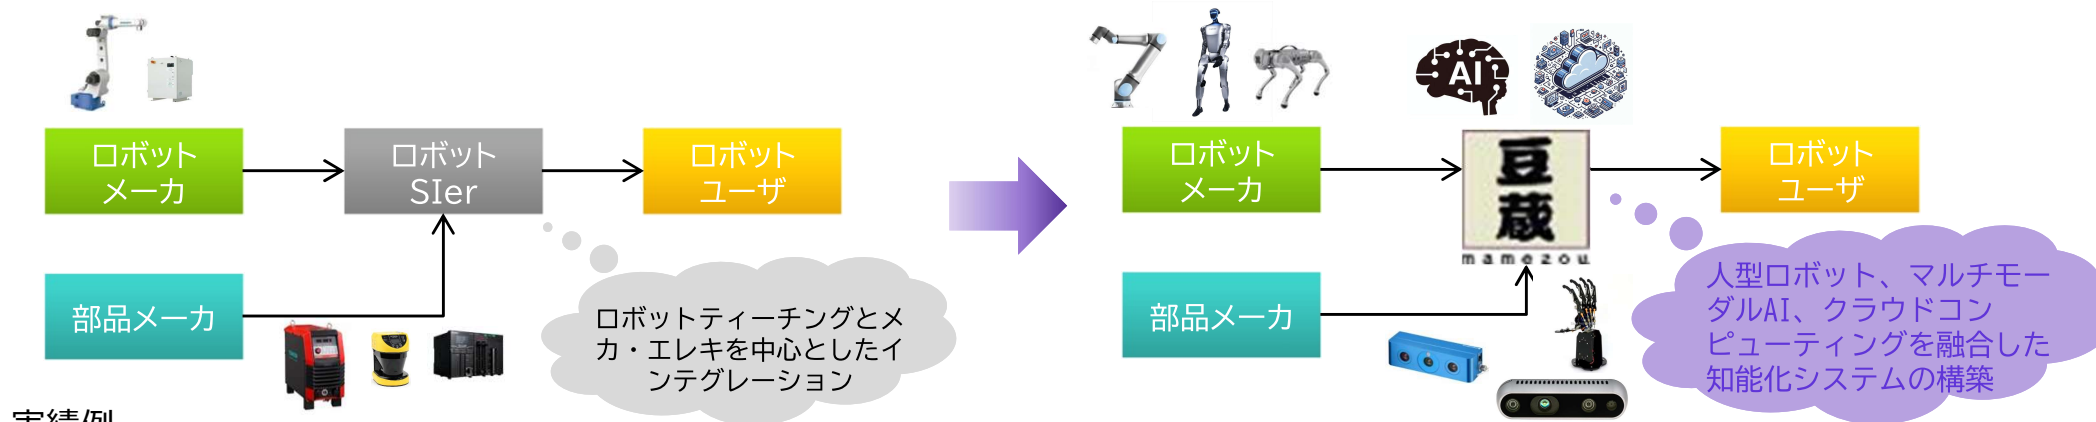 ロボット
メーカ
ロボット
SIer
ロボット
ユーザ
部品メーカ
ロボットティーチングとメ
カ・エレキを中心としたイ
ンテグレーション
AI
ロボット
メーカ
豆
蔵
mamezou
ロボット
ユーザ
部品メーカ
人型ロボット、マルチモー
ダルAI、クラウドコン
ピューティングを融合した
知能化システムの構築
実績例